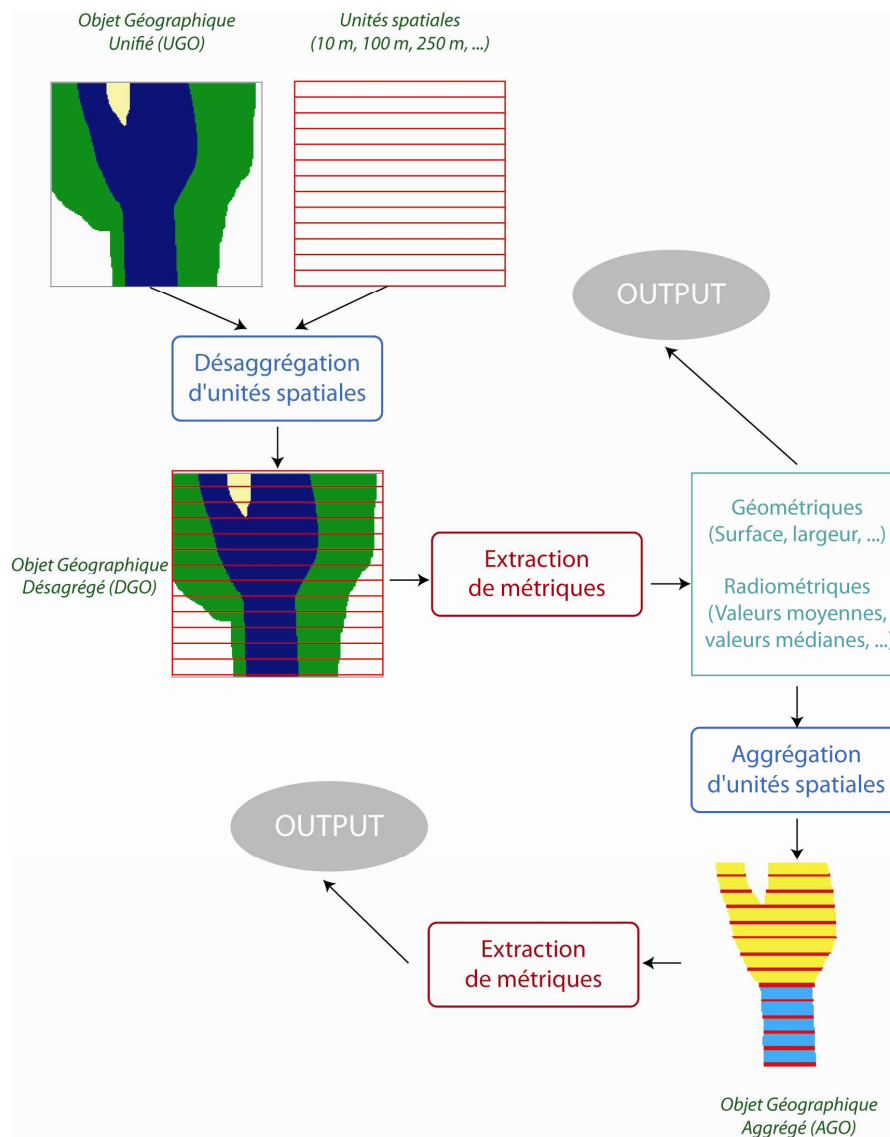 Objet Géographique
Unifié (UGO)
Unités spatiales
(10 m, 100 m, 250 m, ...)
OUTPUT
Désaggrégation
d'unités spatiales
Objet Géographique
Désagrégé (DGO)
Extraction
de métriques
Géométriques
(Surface, largeur, ...)
Radiométriques
(Valeurs moyennes,
valeurs médianes, ...)
Aggrégation
d'unités spatiales
OUTPUT
Extraction
de métriques
Objet Géographique
Aggrégé (AGO)